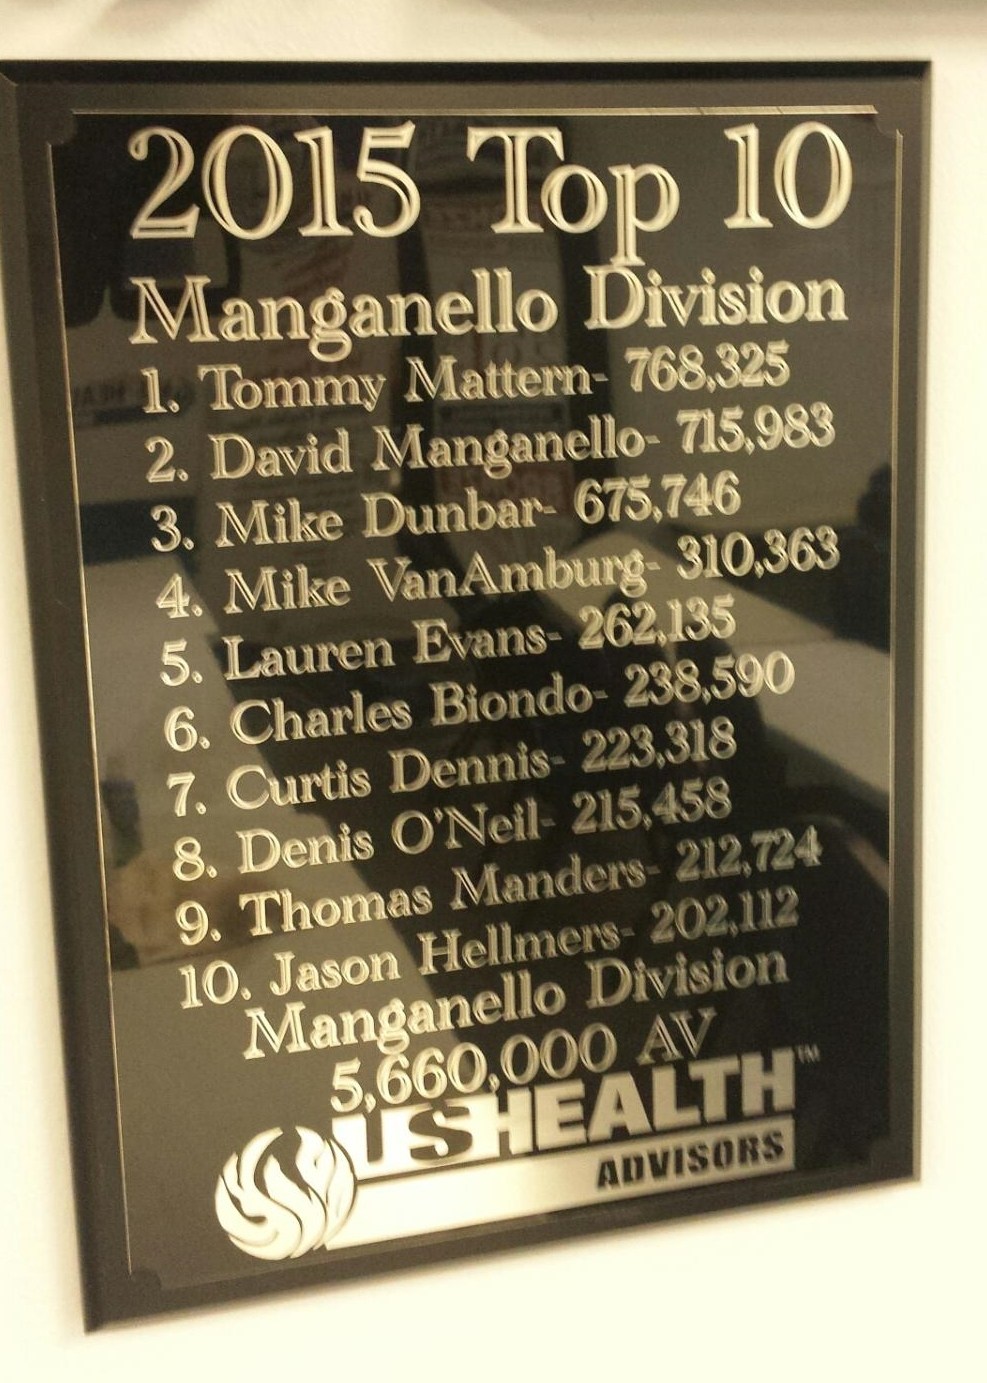 2015 Top 10
Manganello Division
1. Tommy Mattern- 768,325
2. David Manganello- 715,983
3. Mike Dunbar- 675,746
4. Mike VanAmburg- 310,363
5. Lauren Evans- 262,135
6. Charles Biondo- 238,590
7. Curtis Dennis- 223,318
8. Denis O'Neil- 215,458
9. Thomas Manders- 212,724
10. Jason Hellmers- 202,112
Manganello Division
5,660,000 AV
USHEALTH™
ADVISORS